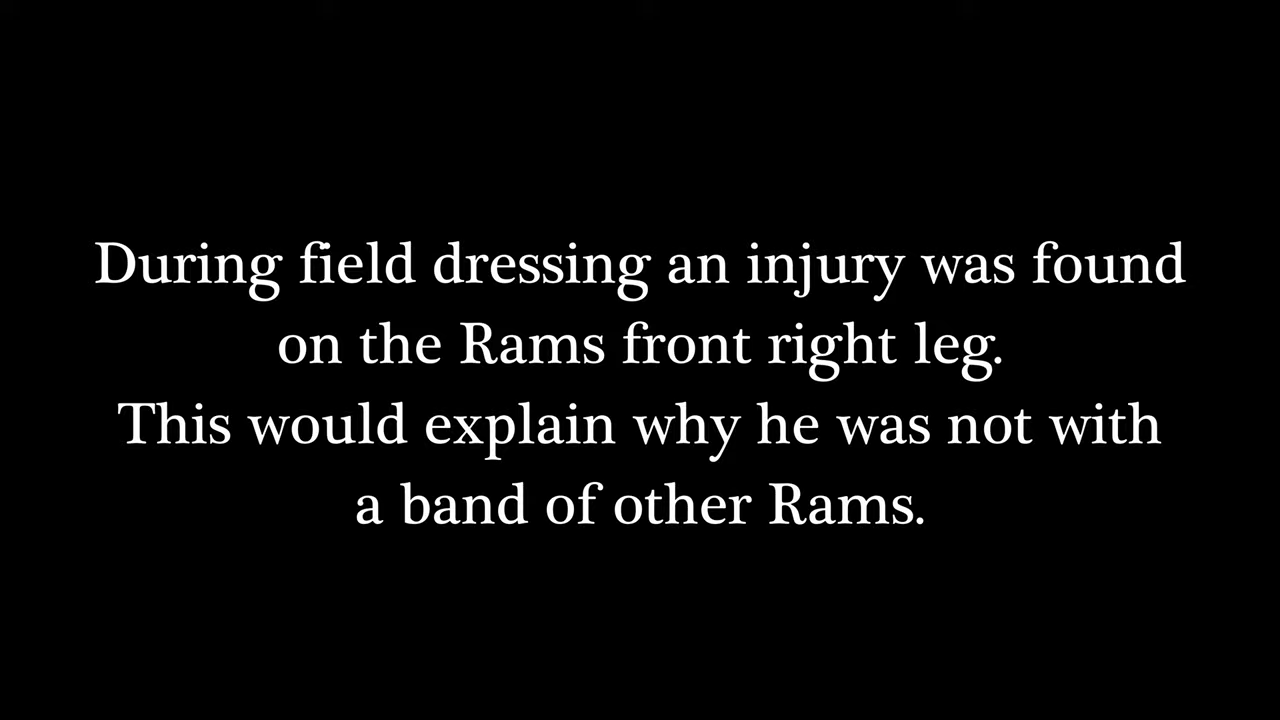 During field dressing an injury was found
on the Rams front right leg.
This would explain why he was not with
a band of other Rams.